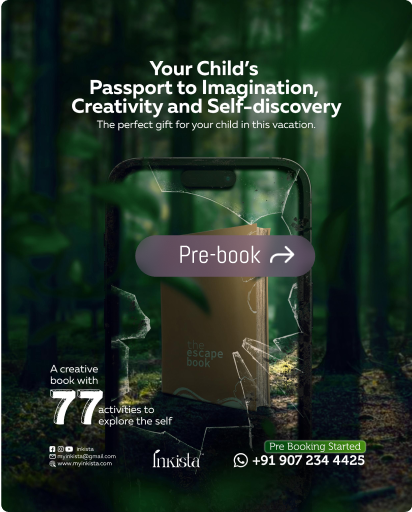 Your Child's
Passport to Imagination,
Creativity and Self-discovery
The perfect gift for your child in this vacation.
Pre-book
the
escape
book
A creative
book with
77 activities to
explore the self
inkista
myinkista@gmail.com
www.myinkista.com
Inkista
Pre Booking Started
+91 907 234 4425